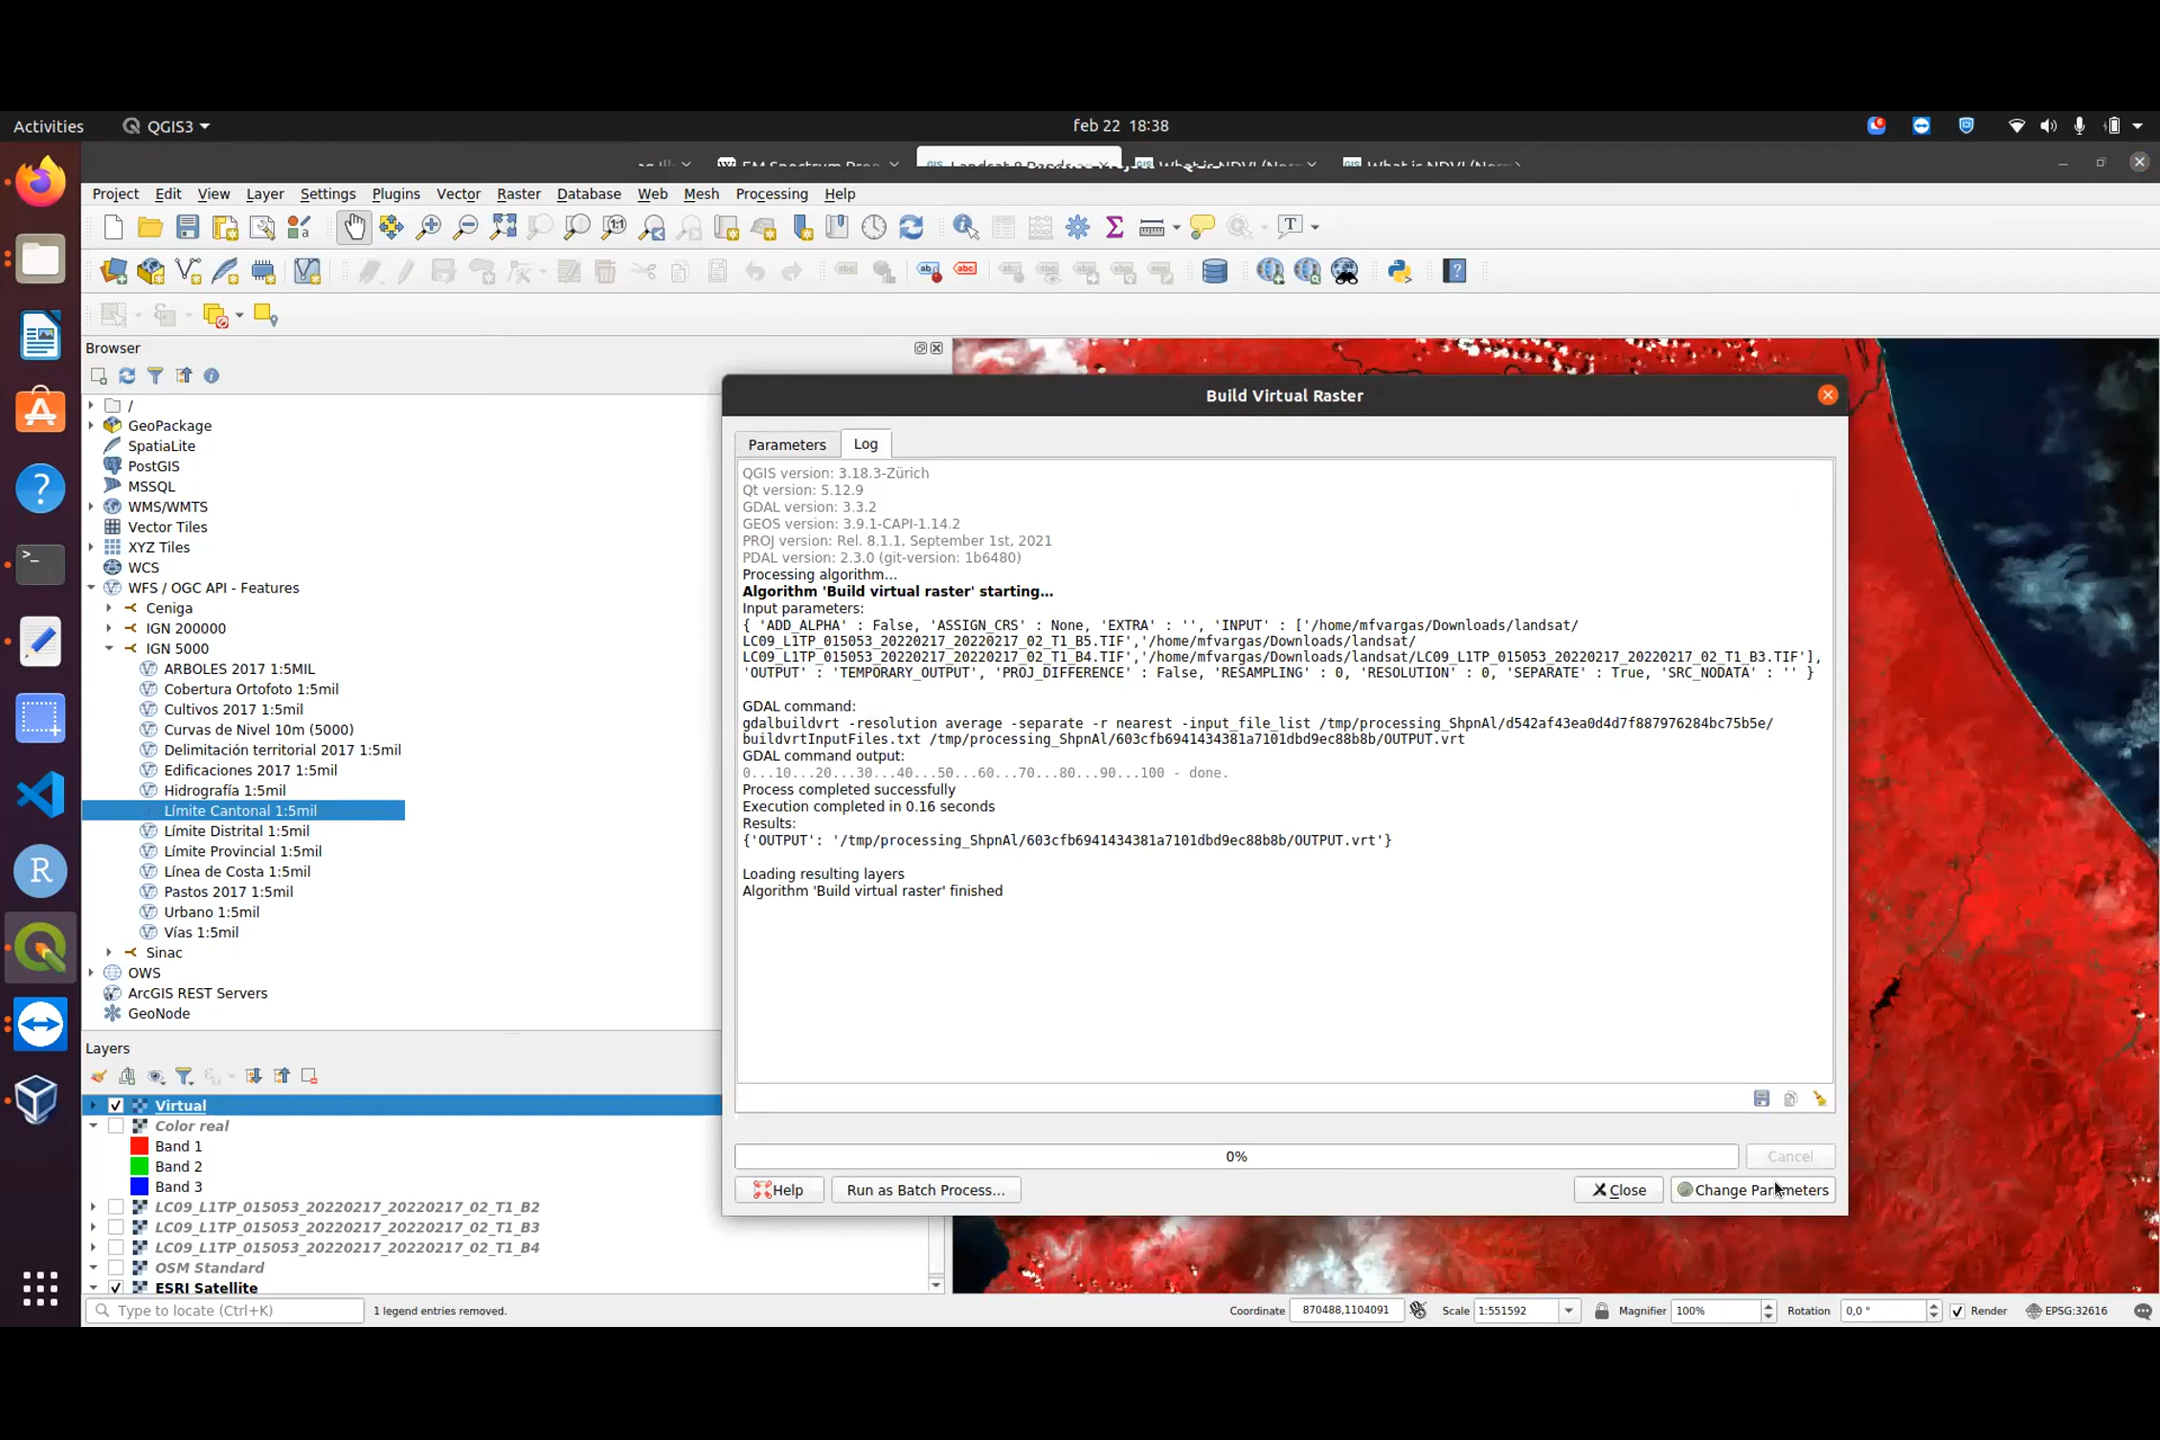 Activities
QGIS3
feb 22 18:38
Project Edit View Layer Settings Plugins Vector Raster Database Web Mesh Processing Help
Browser
/
GeoPackage
SpatiaLite
PostGIS
MSSQL
WMS/WMTS
Vector Tiles
XYZ Tiles
WCS
WFS / OGC API - Features
Ceniga
IGN 200000
IGN 5000
ARBOLES 2017 1:5MIL
Cobertura Ortofoto 1:5mil
Cultivos 2017 1:5mil
Curvas de Nivel 10m (5000)
Delimitación territorial 2017 1:5mil
Edificaciones 2017 1:5mil
Hidrografía 1:5mil
Límite Cantonal 1:5mil
Límite Distrital 1:5mil
Límite Provincial 1:5mil
Línea de Costa 1:5mil
Pastos 2017 1:5mil
Urbano 1:5mil
Vías 1:5mil
Sinac
OWS
ArcGIS REST Servers
GeoNode
Layers
Virtual
Color real
Band 1
Band 2
Band 3
LC09_L1TP_015053_20220217_20220217_02_T1_B2
LC09_L1TP_015053_20220217_20220217_02_T1_B3
LC09_L1TP_015053_20220217_20220217_02_T1_B4
OSM Standard
ESRI Satellite
Build Virtual Raster
Parameters
Log
QGIS version: 3.18.3-Zürich
Qt version: 5.12.9
GDAL version: 3.3.2
GEOS version: 3.9.1-CAPI-1.14.2
PROJ version: Rel. 8.1.1, September 1st, 2021
PDAL version: 2.3.0 (git-version: 1b6480)
Processing algorithm...
Algorithm 'Build virtual raster' starting...
Input parameters:
{ 'ADD_ALPHA' : False, 'ASSIGN_CRS' : None, 'EXTRA' : '', 'INPUT' : ['/home/mfvargas/Downloads/landsat/
LC09_L1TP_015053_20220217_20220217_02_T1_B5.TIF','/home/mfvargas/Downloads/landsat/
LC09_L1TP_015053_20220217_20220217_02_T1_B4.TIF','/home/mfvargas/Downloads/landsat/LC09_L1TP_015053_20220217_20220217_02_T1_B3.TIF'],
'OUTPUT' : 'TEMPORARY_OUTPUT', 'PROJ_DIFFERENCE' : False, 'RESAMPLING' : 0, 'RESOLUTION' : 0, 'SEPARATE' : True, 'SRC_NODATA' : '' }
GDAL command:
gdalbuildvrt -resolution average -separate -r nearest -input_file_list /tmp/processing_ShpnAl/d542af43ea0d4d7f887976284bc75b5e/
buildvrtInputFiles.txt /tmp/processing_ShpnAl/603cfb6941434381a7101dbd9ec88b8b/OUTPUT.vrt
GDAL command output:
0...10...20...30...40...50...60...70...80...90...100 - done.
Process completed successfully
Execution completed in 0.16 seconds
Results:
{'OUTPUT': '/tmp/processing_ShpnAl/603cfb6941434381a7101dbd9ec88b8b/OUTPUT.vrt'}
Loading resulting layers
Algorithm 'Build virtual raster' finished
0%
Cancel
Help
Run as Batch Process...
Close
Change Parameters
Type to locate (Ctrl+K)
1 legend entries removed.
Coordinate 870488,1104091
Scale 1:551592
Magnifier 100%
Rotation 0,0 °
Render
EPSG:32616